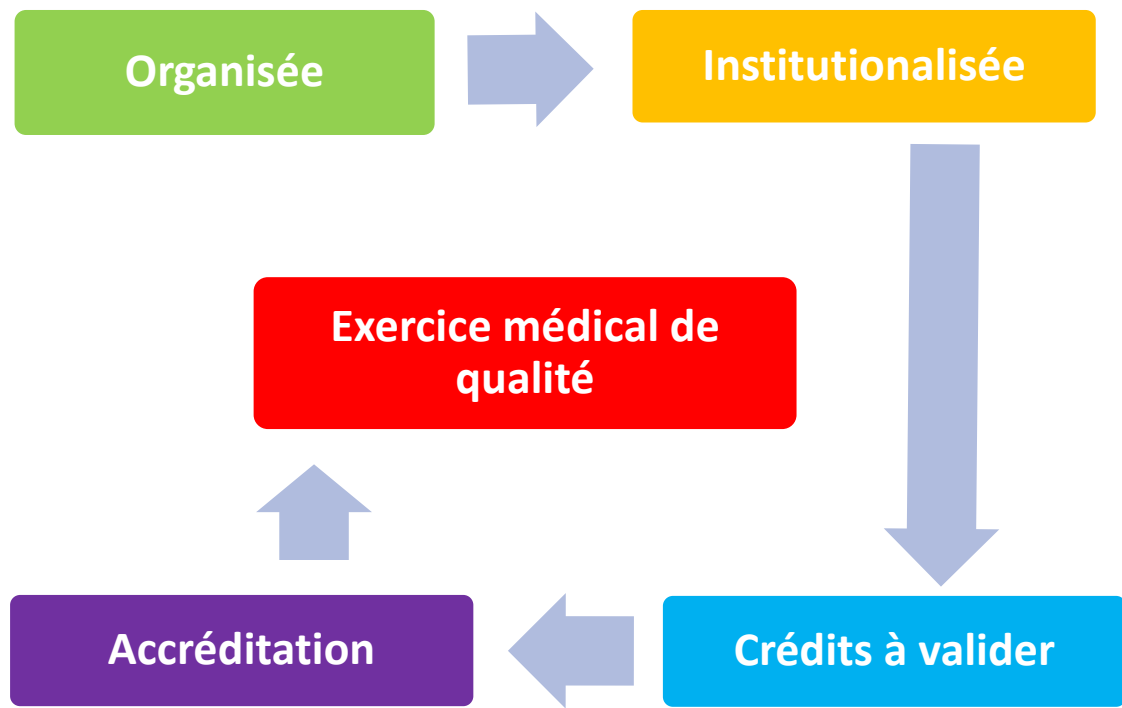 Organisée
Institutionalisée
Exercice médical de
qualité
Accréditation
Crédits à valider